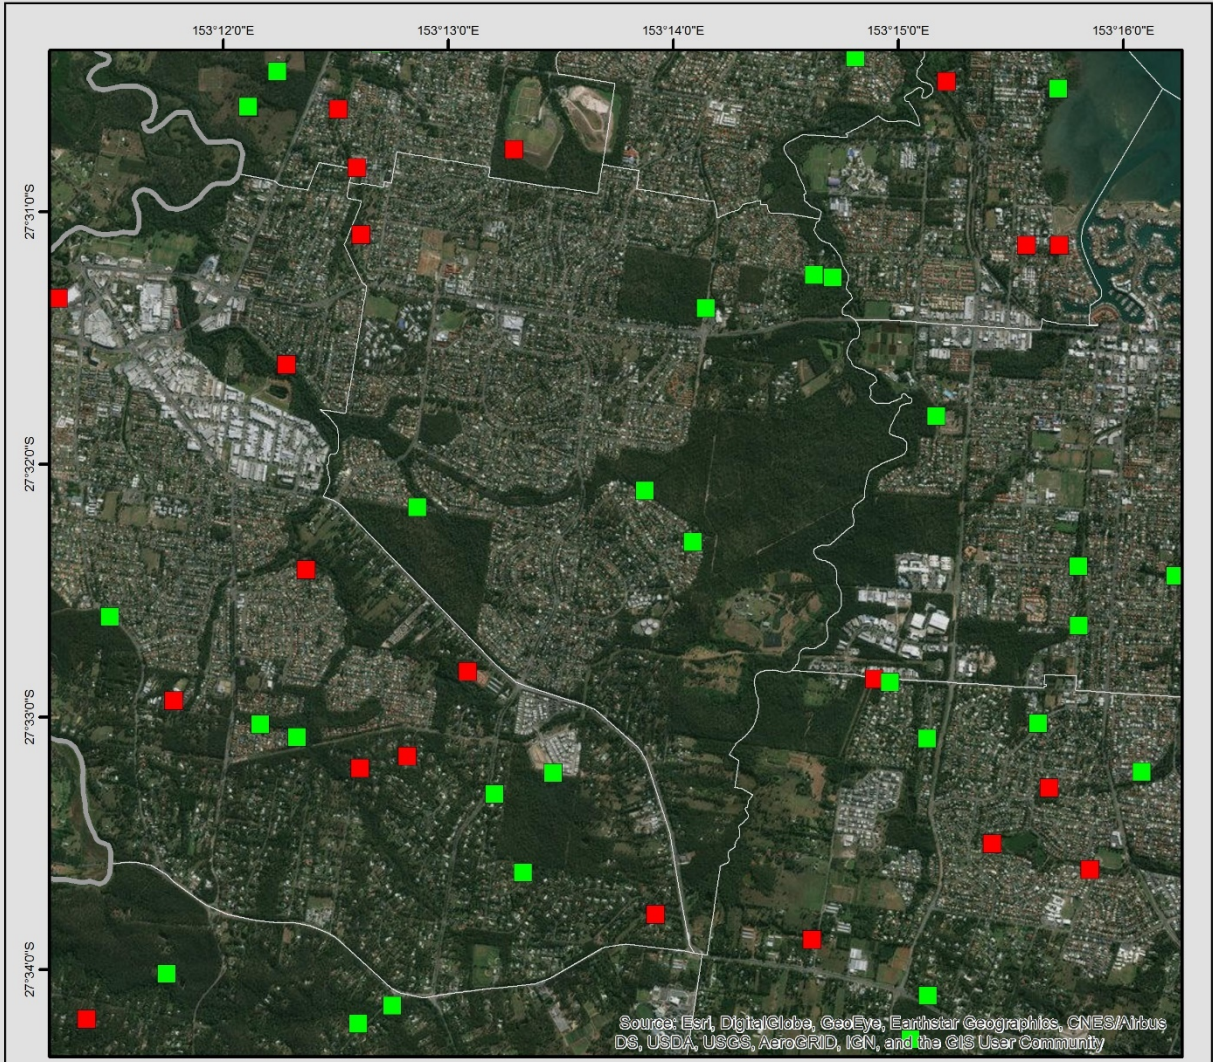 153°12'0"E 153°13'0"E 153°14'0"E 153°15'0"E 153°16'0"E
27°31'0"S
27°32'0"S
27°33'0"S
27°34'0"S
Source: Esri, DigitalGlobe, GeoEye, Earthstar Geographics, CNES/Airbus
DS, USDA, USGS, AeroGRID, IGN, and the GIS User Community